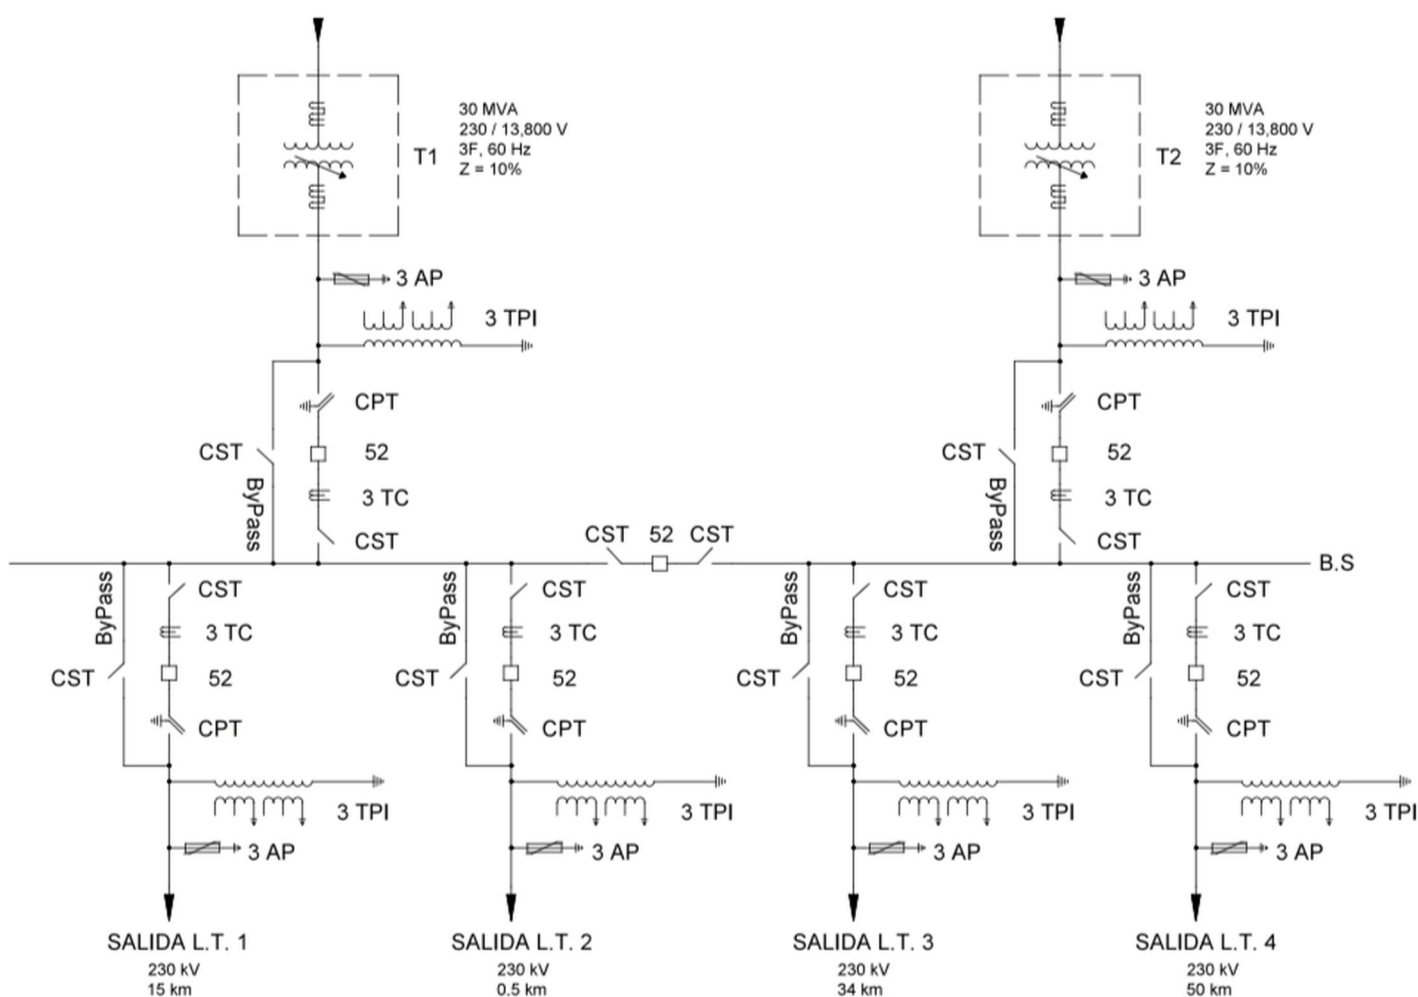 T1
30 MVA
230 / 13,800 V
3F, 60 Hz
Z = 10%
T2
30 MVA
230 / 13,800 V
3F, 60 Hz
Z = 10%
3 AP
3 AP
3 TPI
3 TPI
CPT
CPT
CST
52
CST
52
ByPass
3 TC
ByPass
3 TC
CST
CST
CST
52
CST
B.S
ByPass
CST
ByPass
CST
ByPass
CST
ByPass
CST
3 TC
3 TC
3 TC
3 TC
CST
52
CST
52
CST
52
CST
52
CPT
CPT
CPT
CPT
3 TPI
3 TPI
3 TPI
3 TPI
3 AP
3 AP
3 AP
3 AP
SALIDA L.T. 1
230 kV
15 km
SALIDA L.T. 2
230 kV
0.5 km
SALIDA L.T. 3
230 kV
34 km
SALIDA L.T. 4
230 kV
50 km